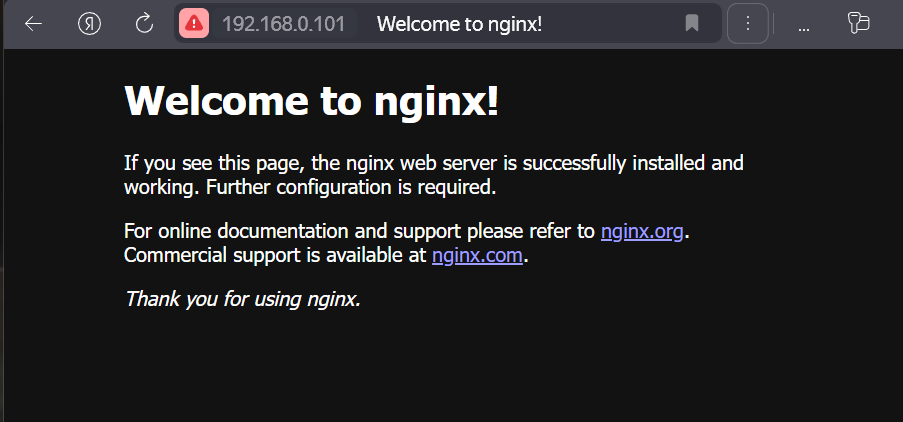 Я 192.168.0.101 Welcome to nginx!
Welcome to nginx!
If you see this page, the nginx web server is successfully installed and
working. Further configuration is required.
For online documentation and support please refer to nginx.org.
Commercial support is available at nginx.com.
Thank you for using nginx.